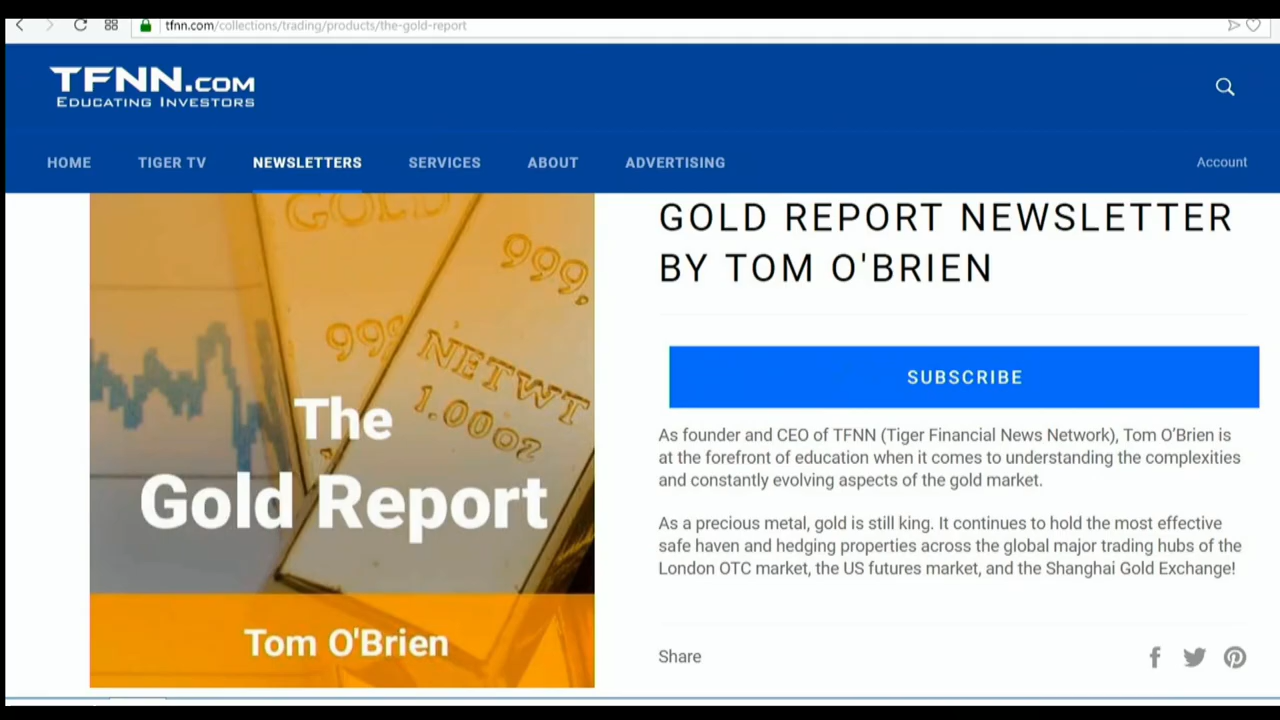 tfnn.com/collections/trading/products/the-gold-report
TFNN.COM
EDUCATING INVESTORS
HOME
TIGER TV
NEWSLETTERS
SERVICES
ABOUT
ADVERTISING
Account
GOLD
999.
999
NETWT
1.00oz
The
Gold Report
Tom O'Brien
GOLD REPORT NEWSLETTER
BY TOM O'BRIEN
SUBSCRIBE
As founder and CEO of TFNN (Tiger Financial News Network), Tom O’Brien is
at the forefront of education when it comes to understanding the complexities
and constantly evolving aspects of the gold market.
As a precious metal, gold is still king. It continues to hold the most effective
safe haven and hedging properties across the global major trading hubs of the
London OTC market, the US futures market, and the Shanghai Gold Exchange!
Share